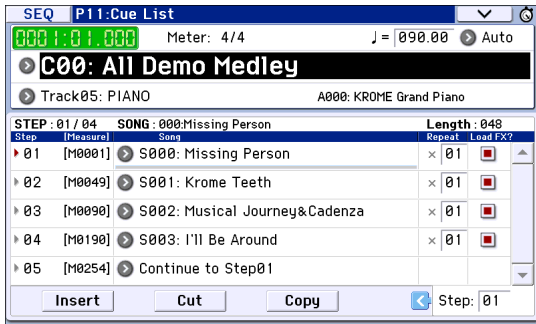 SEQ P11:Cue List
0001:01.000 Meter: 4/4 ♩= 090.00 Auto
C00: All Demo Medley
Track05: PIANO A000: KROME Grand Piano
STEP : 01/04 SONG : 000:Missing Person Length : 048
Step [Measure] Song Repeat Load FX?
01 [M0001] S000: Missing Person × 01
02 [M0049] S001: Krome Teeth × 01
03 [M0090] S002: Musical Journey&Cadenza × 01
04 [M0190] S003: I'll Be Around × 01
05 [M0254] Continue to Step01
Insert Cut Copy Step: 01